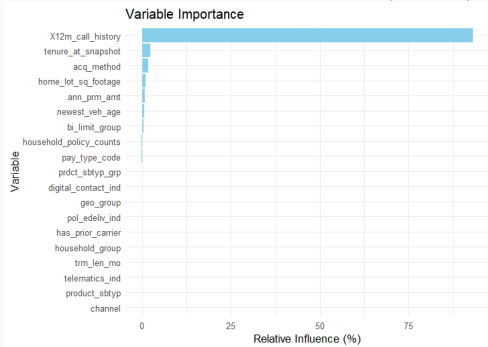 Variable Importance
X12m_call_history
tenure_at_snapshot
acq_method
home_lot_sq_footage
ann_prm_amt
newest_veh_age
bi_limit_group
household_policy_counts
pay_type_code
prdct_sbtyp_grp
digital_contact_ind
geo_group
pol_edeliv_ind
has_prior_carrier
household_group
trm_len_mo
telematics_ind
product_sbtyp
channel
Variable
0 25 50 75
Relative Influence (%)